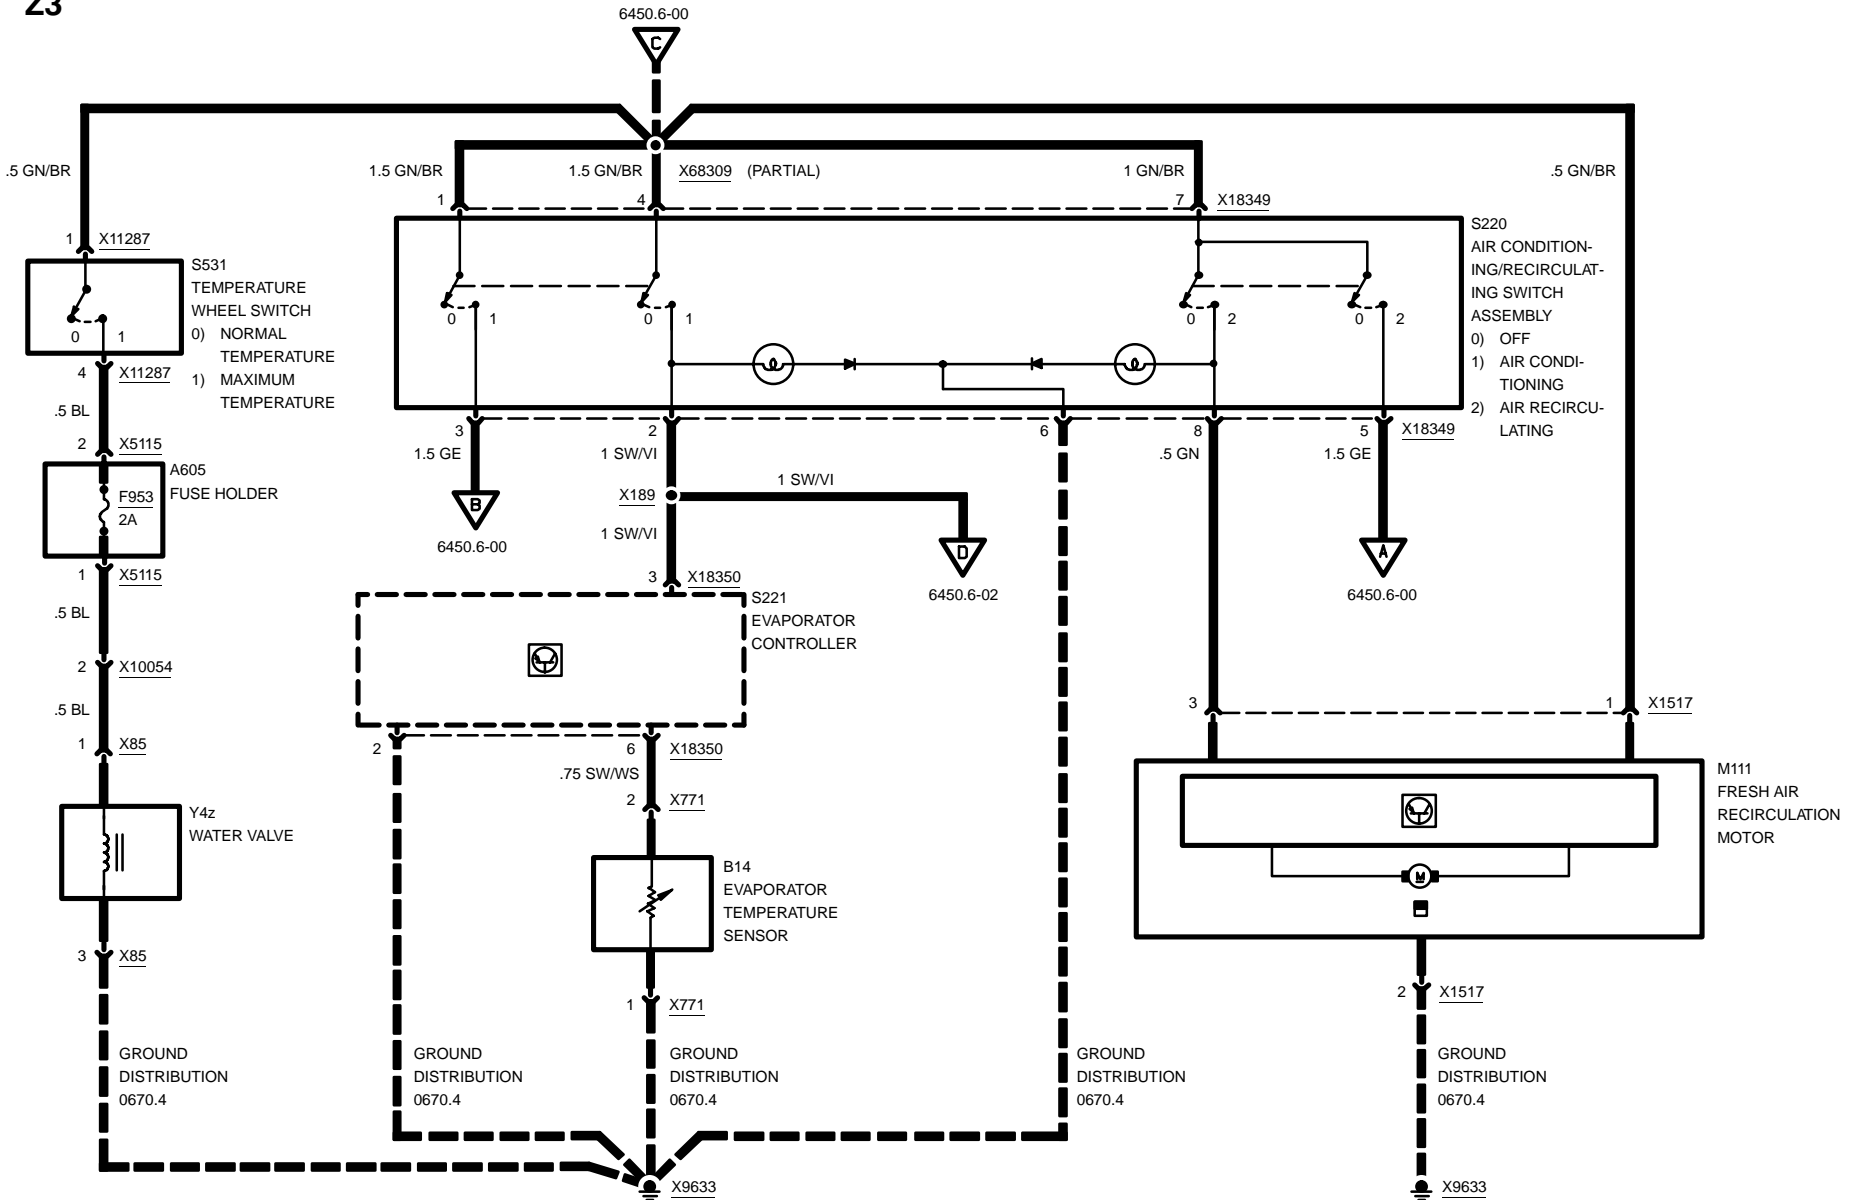 Z3
6450.6-00
C
.5 GN/BR
1.5 GN/BR
1.5 GN/BR
X68309
(PARTIAL)
1 GN/BR
.5 GN/BR
1
4
7
X18349
1
X11287
S531
TEMPERATURE
WHEEL SWITCH
0) NORMAL
TEMPERATURE
1) MAXIMUM
TEMPERATURE
0
1
S220
AIR CONDITION-
ING/RECIRCULAT-
ING SWITCH
ASSEMBLY
0) OFF
1) AIR CONDI-
TIONING
2) AIR RECIRCU-
LATING
0
1
0
1
0
2
0
2
4
X11287
.5 BL
2
X5115
A605
FUSE HOLDER
F953
2A
1
X5115
.5 BL
2
X10054
.5 BL
1
X85
Y4z
WATER VALVE
3
X85
3
2
6
8
5
X18349
1.5 GE
1 SW/VI
.5 GN
1.5 GE
B
6450.6-00
X189
1 SW/VI
1 SW/VI
D
6450.6-02
A
6450.6-00
3
X18350
S221
EVAPORATOR
CONTROLLER
2
6
X18350
.75 SW/WS
2
X771
B14
EVAPORATOR
TEMPERATURE
SENSOR
1
X771
3
1
X1517
M111
FRESH AIR
RECIRCULATION
MOTOR
M
2
X1517
GROUND
DISTRIBUTION
0670.4
GROUND
DISTRIBUTION
0670.4
GROUND
DISTRIBUTION
0670.4
GROUND
DISTRIBUTION
0670.4
GROUND
DISTRIBUTION
0670.4
X9633
X9633